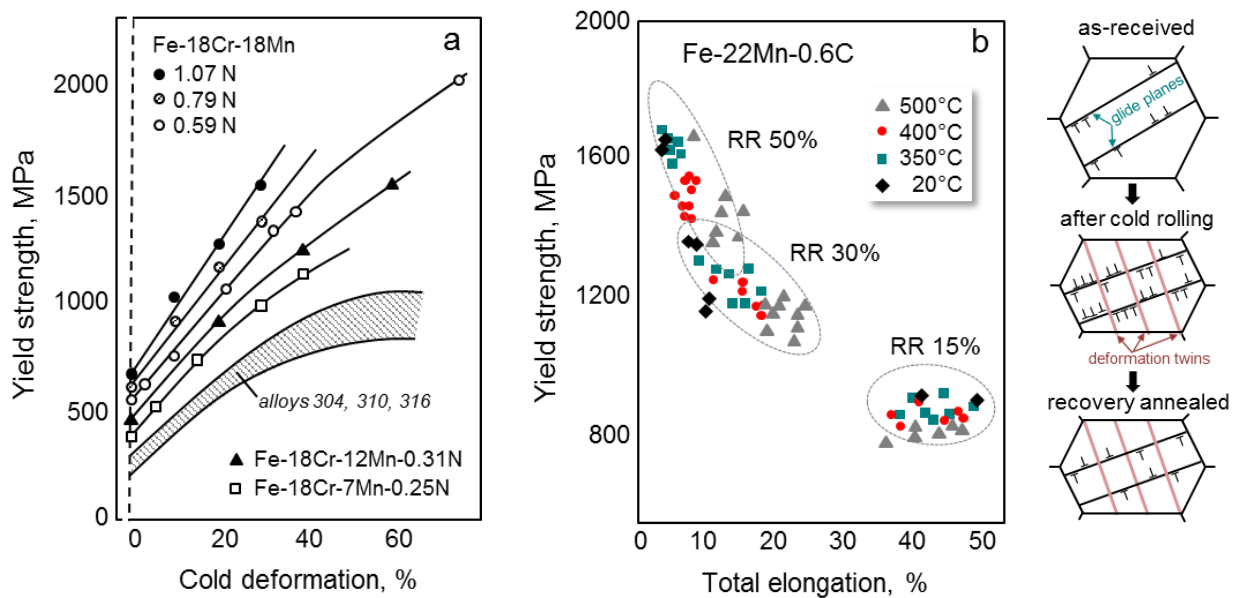 a
Fe-18Cr-18Mn
1.07 N
0.79 N
0.59 N
2000
1500
1000
500
0
Yield strength, MPa
alloys 304, 310, 316
Fe-18Cr-12Mn-0.31N
Fe-18Cr-7Mn-0.25N
0
20
40
60
Cold deformation, %
b
Fe-22Mn-0.6C
500°C
400°C
350°C
20°C
RR 50%
RR 30%
RR 15%
2000
1600
1200
800
Yield strength, MPa
0
10
20
30
40
50
Total elongation, %
as-received
glide planes
after cold rolling
deformation twins
recovery annealed